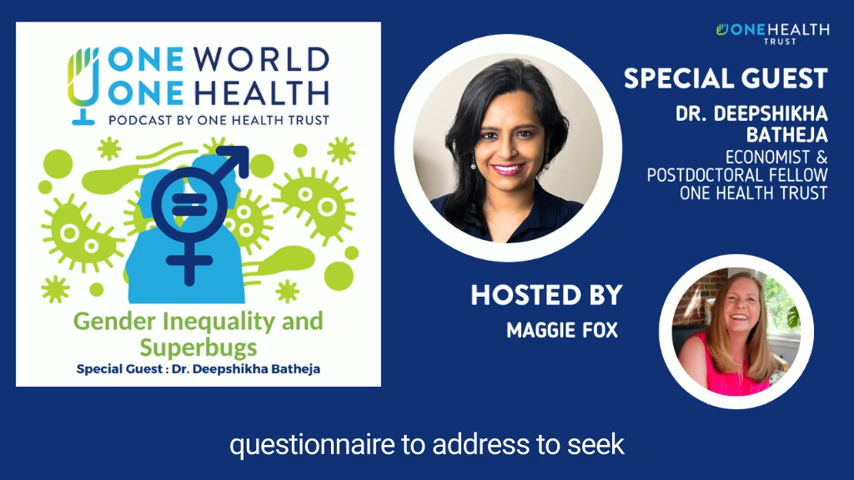 ONE WORLD
ONE HEALTH
PODCAST BY ONE HEALTH TRUST
Gender Inequality and
Superbugs
Special Guest : Dr. Deepshikha Batheja
ONEHEALTH
TRUST
SPECIAL GUEST
DR. DEEPSHIKHA
BATHEJA
ECONOMIST &
POSTDOCTORAL FELLOW
ONE HEALTH TRUST
HOSTED BY
MAGGIE FOX
questionnaire to address to seek